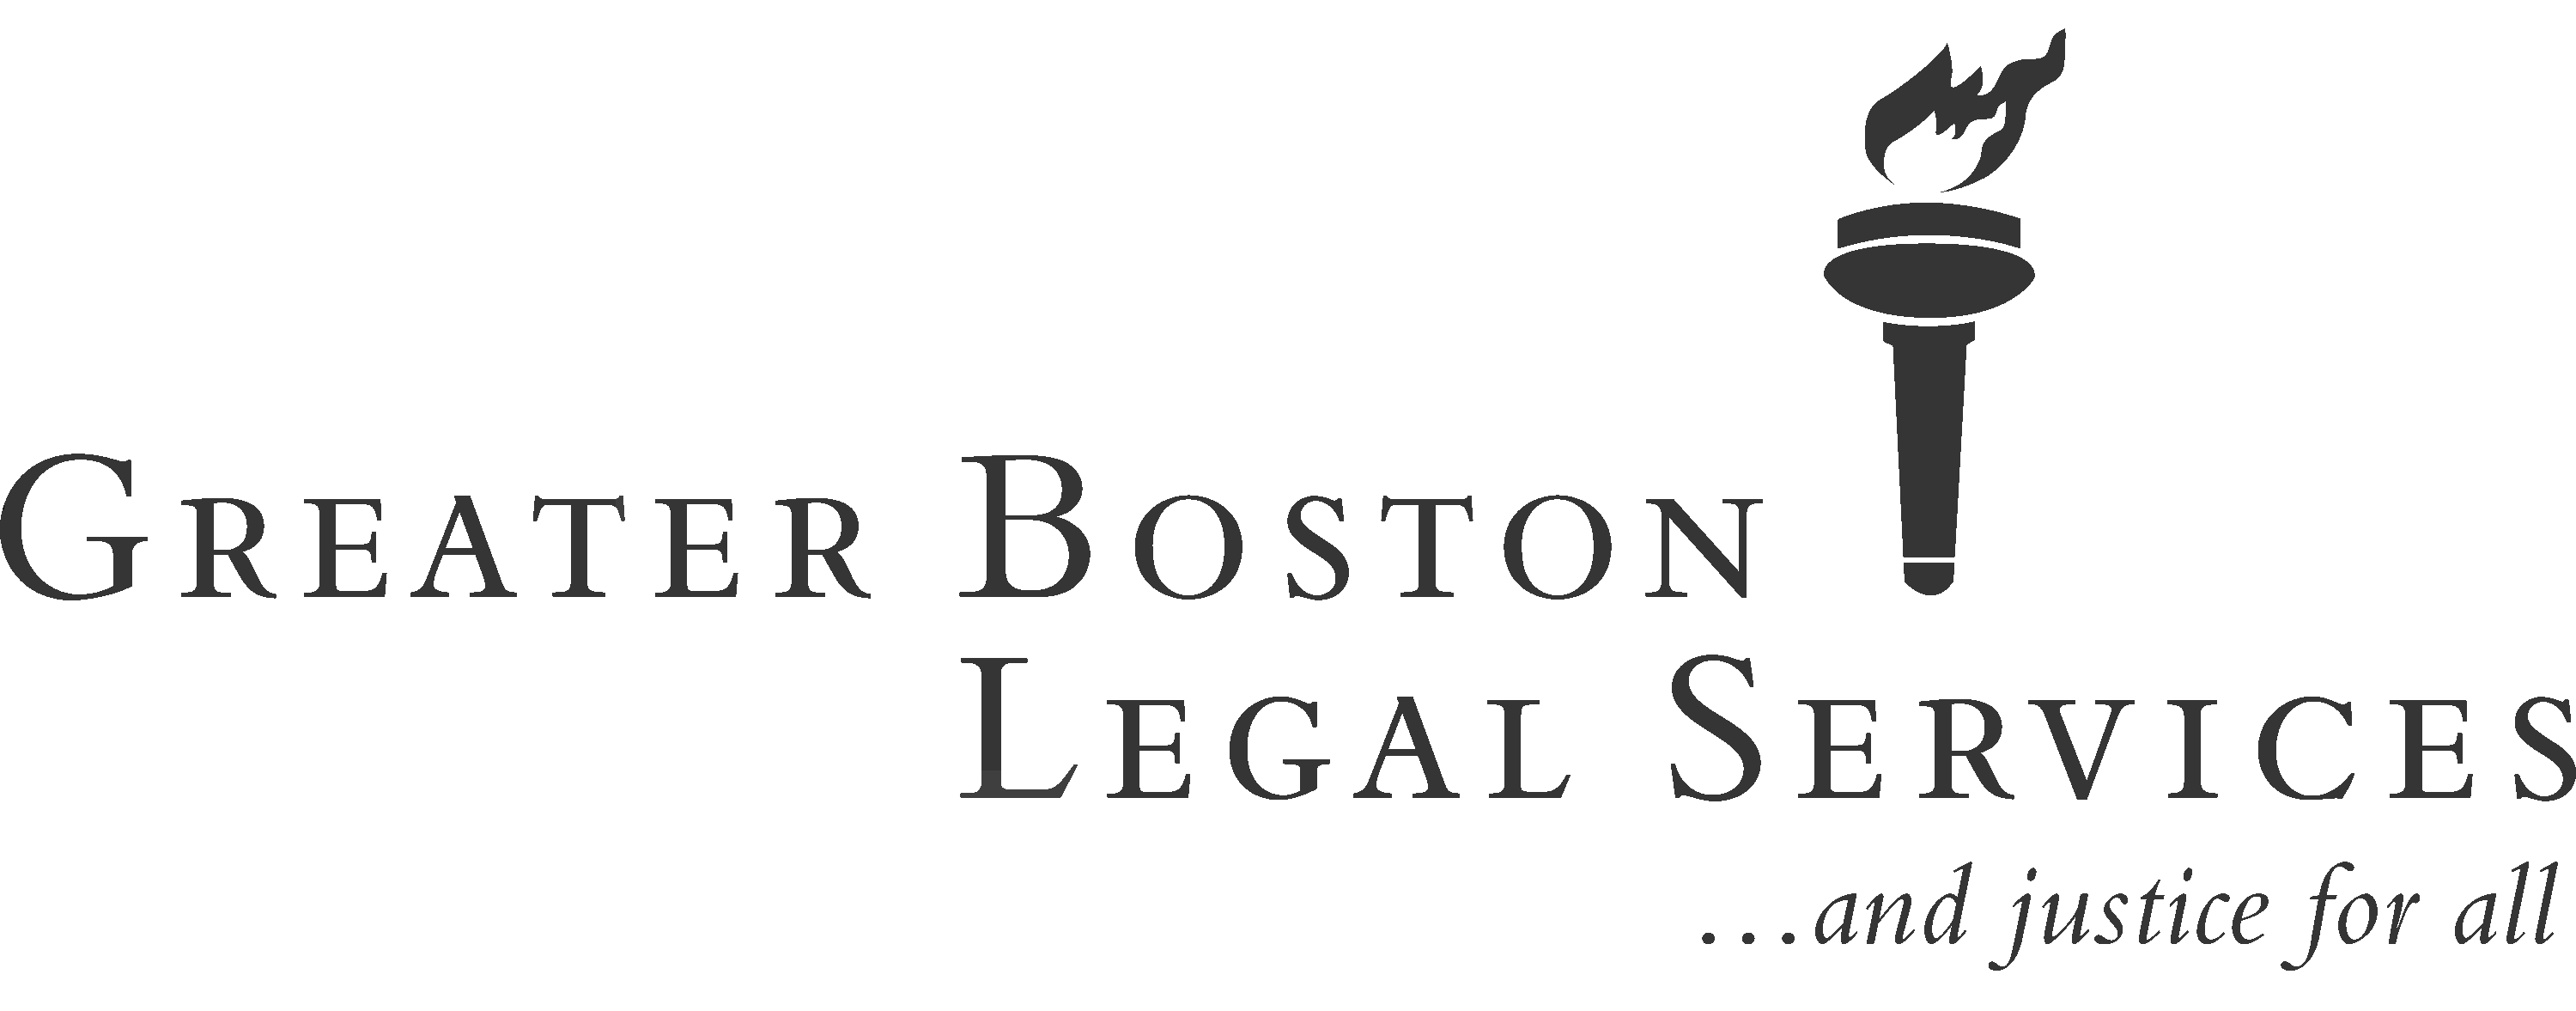 GREATER BOSTON
LEGAL SERVICES
...and justice for all